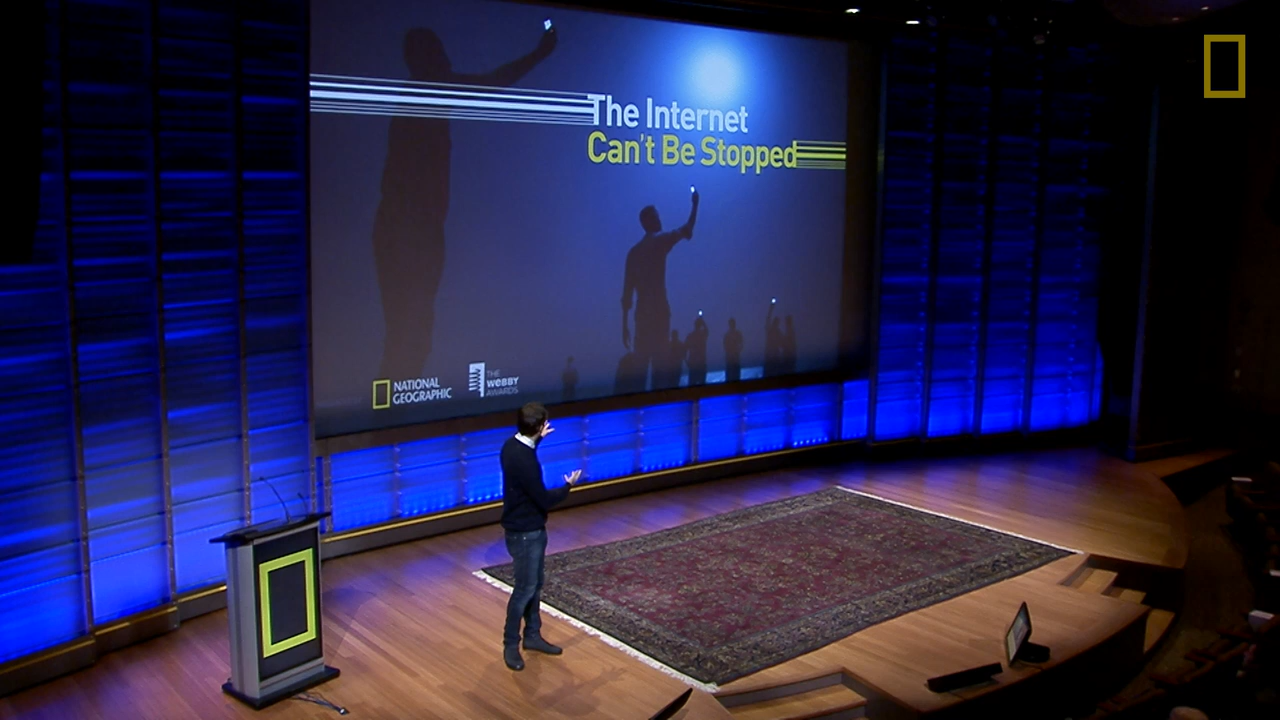 The Internet
Can't Be Stopped
NATIONAL
GEOGRAPHIC
THE
WEBBY
AWARDS